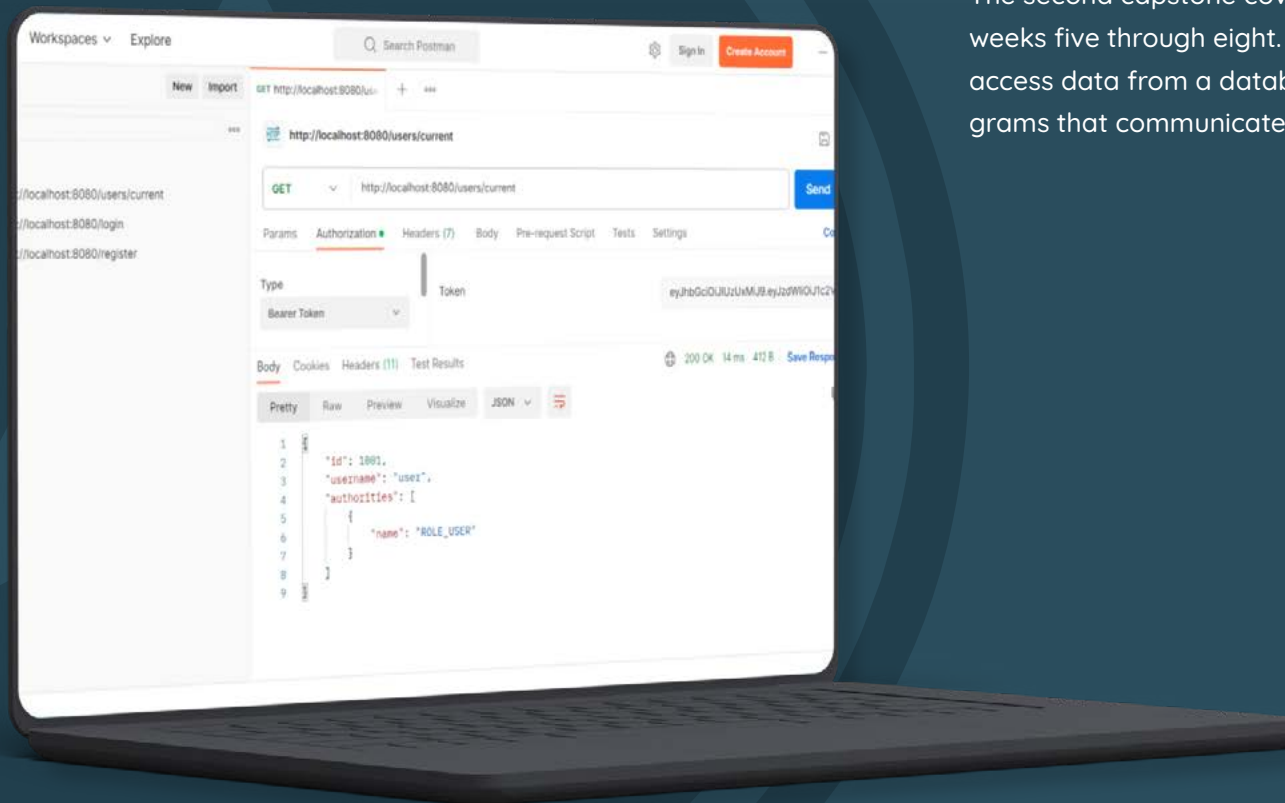 The second capstone
weeks five through eight.
access data from a
grams that communicate
Workspaces Explore
Search Postman
Sign In Create Account
New Import
GET http://localhost:8080/
http://localhost:8080/users/current
://localhost:8080/users/current
://localhost:8080/login
://localhost:8080/register
GET http://localhost:8080/users/current Send
Params Authorization Headers (7) Body Pre-request Script Tests Settings
Type Token
Bearer Token
Body Cookies Headers (11) Test Results 200 OK 14 ms 412 B Save
Pretty Raw Preview Visualize JSON
1
2 "id": 1001,
3 "username": "user",
4 "authorities": [
5 {
6 "name": "ROLE_USER"
7 }
8 ]
9